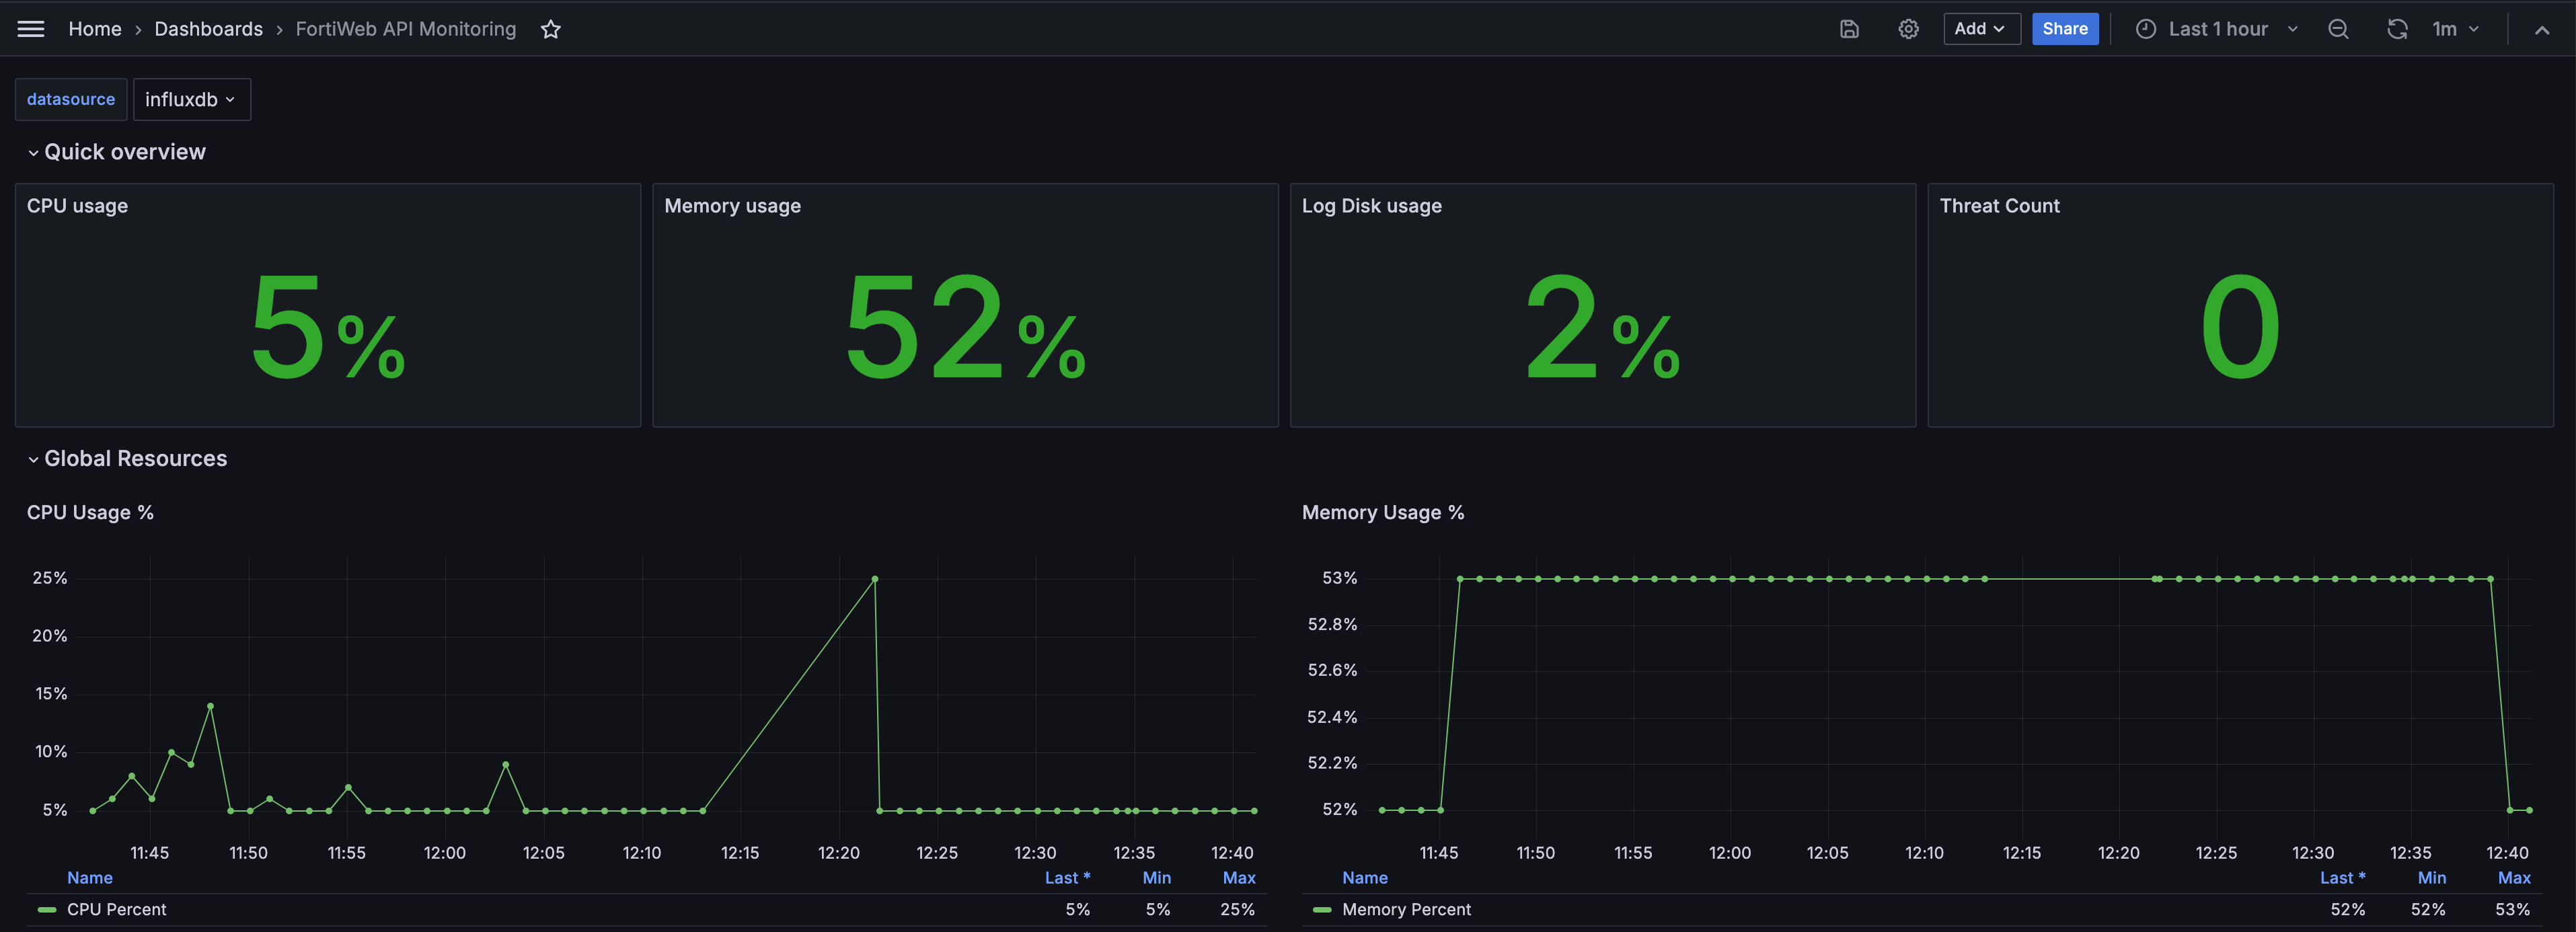 Home › Dashboards › FortiWeb API Monitoring
Add
Share
Last 1 hour
1m
datasource
influxdb
Quick overview
CPU usage
5%
Memory usage
52%
Log Disk usage
2%
Threat Count
0
Global Resources
CPU Usage %
25%
20%
15%
10%
5%
11:45 11:50 11:55 12:00 12:05 12:10 12:15 12:20 12:25 12:30 12:35 12:40
Name Last * Min Max
CPU Percent 5% 5% 25%
Memory Usage %
53%
52.8%
52.6%
52.4%
52.2%
52%
11:45 11:50 11:55 12:00 12:05 12:10 12:15 12:20 12:25 12:30 12:35 12:40
Name Last * Min Max
Memory Percent 52% 52% 53%